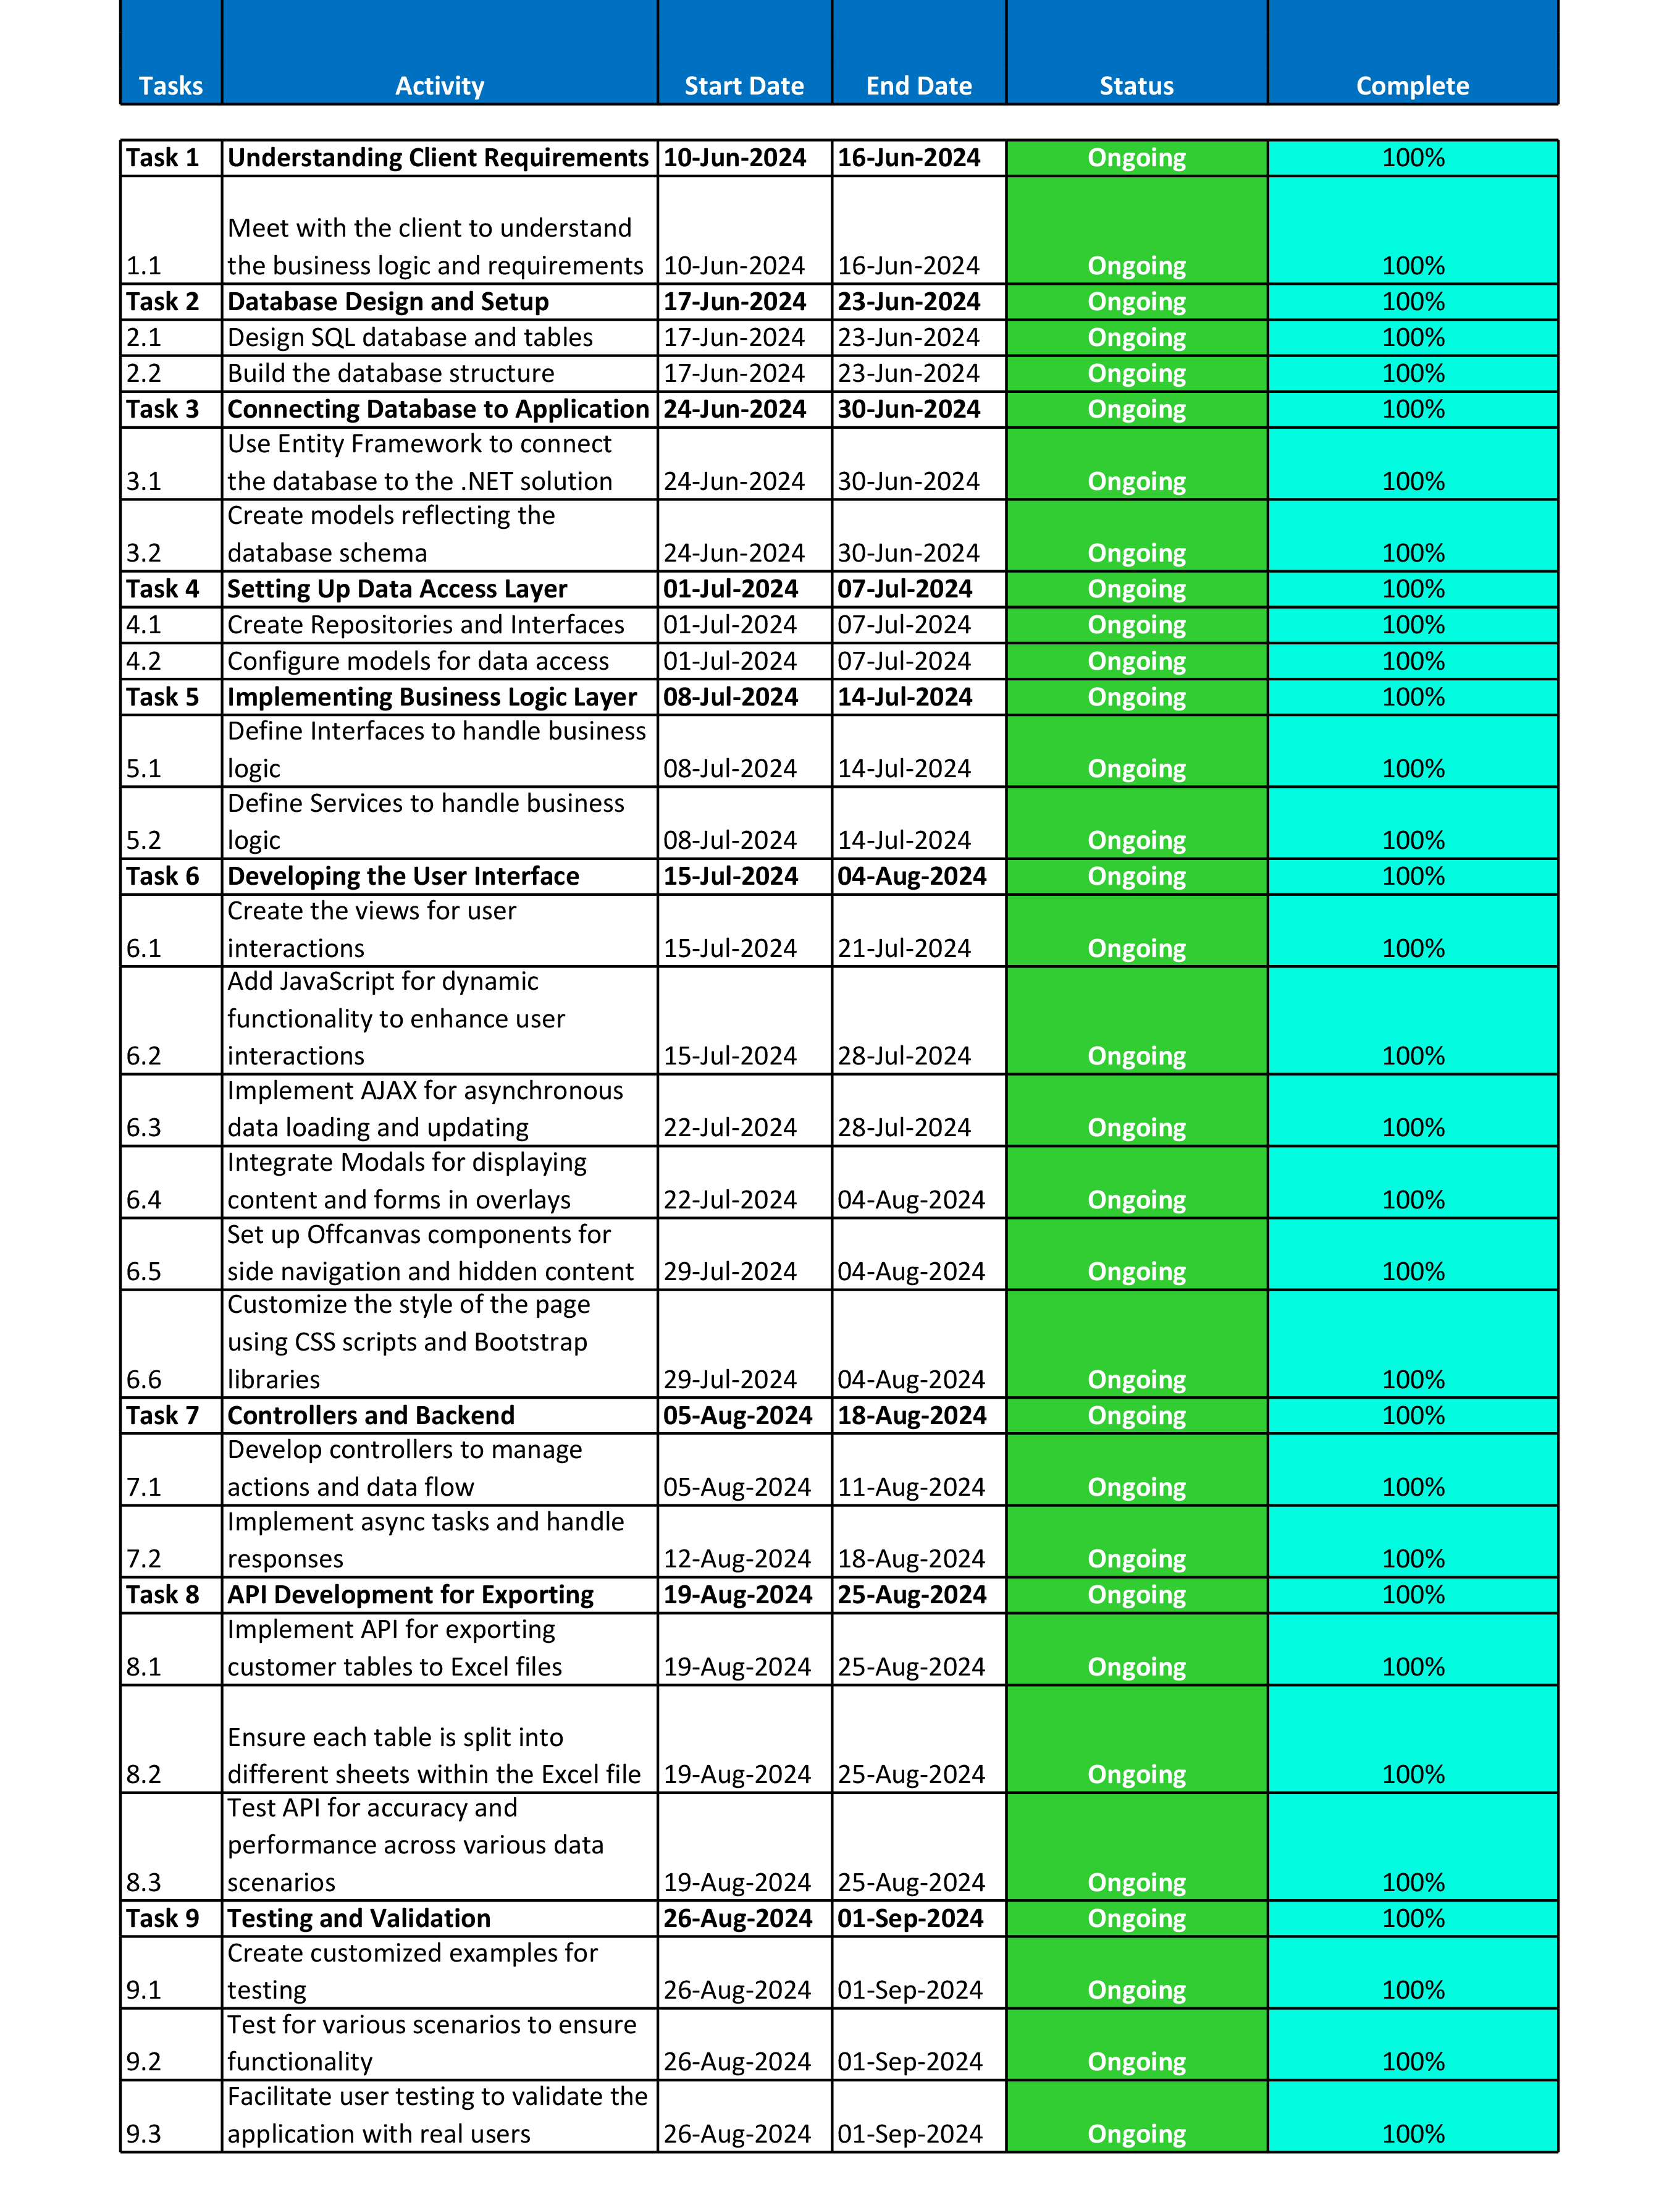 Tasks Activity Start Date End Date Status Complete
Task 1 Understanding Client Requirements 10-Jun-2024 16-Jun-2024 Ongoing 100%
Meet with the client to understand
1.1 the business logic and requirements 10-Jun-2024 16-Jun-2024 Ongoing 100%
Task 2 Database Design and Setup 17-Jun-2024 23-Jun-2024 Ongoing 100%
2.1 Design SQL database and tables 17-Jun-2024 23-Jun-2024 Ongoing 100%
2.2 Build the database structure 17-Jun-2024 23-Jun-2024 Ongoing 100%
Task 3 Connecting Database to Application 24-Jun-2024 30-Jun-2024 Ongoing 100%
Use Entity Framework to connect
3.1 the database to the .NET solution 24-Jun-2024 30-Jun-2024 Ongoing 100%
Create models reflecting the
3.2 database schema 24-Jun-2024 30-Jun-2024 Ongoing 100%
Task 4 Setting Up Data Access Layer 01-Jul-2024 07-Jul-2024 Ongoing 100%
4.1 Create Repositories and Interfaces 01-Jul-2024 07-Jul-2024 Ongoing 100%
4.2 Configure models for data access 01-Jul-2024 07-Jul-2024 Ongoing 100%
Task 5 Implementing Business Logic Layer 08-Jul-2024 14-Jul-2024 Ongoing 100%
Define Interfaces to handle business
5.1 logic 08-Jul-2024 14-Jul-2024 Ongoing 100%
Define Services to handle business
5.2 logic 08-Jul-2024 14-Jul-2024 Ongoing 100%
Task 6 Developing the User Interface 15-Jul-2024 04-Aug-2024 Ongoing 100%
Create the views for user
6.1 interactions 15-Jul-2024 21-Jul-2024 Ongoing 100%
Add JavaScript for dynamic
functionality to enhance user
6.2 interactions 15-Jul-2024 28-Jul-2024 Ongoing 100%
Implement AJAX for asynchronous
6.3 data loading and updating 22-Jul-2024 28-Jul-2024 Ongoing 100%
Integrate Modals for displaying
6.4 content and forms in overlays 22-Jul-2024 04-Aug-2024 Ongoing 100%
Set up Offcanvas components for
6.5 side navigation and hidden content 29-Jul-2024 04-Aug-2024 Ongoing 100%
Customize the style of the page
using CSS scripts and Bootstrap
6.6 libraries 29-Jul-2024 04-Aug-2024 Ongoing 100%
Task 7 Controllers and Backend 05-Aug-2024 18-Aug-2024 Ongoing 100%
Develop controllers to manage
7.1 actions and data flow 05-Aug-2024 11-Aug-2024 Ongoing 100%
Implement async tasks and handle
7.2 responses 12-Aug-2024 18-Aug-2024 Ongoing 100%
Task 8 API Development for Exporting 19-Aug-2024 25-Aug-2024 Ongoing 100%
Implement API for exporting
8.1 customer tables to Excel files 19-Aug-2024 25-Aug-2024 Ongoing 100%
Ensure each table is split into
8.2 different sheets within the Excel file 19-Aug-2024 25-Aug-2024 Ongoing 100%
Test API for accuracy and
performance across various data
8.3 scenarios 19-Aug-2024 25-Aug-2024 Ongoing 100%
Task 9 Testing and Validation 26-Aug-2024 01-Sep-2024 Ongoing 100%
Create customized examples for
9.1 testing 26-Aug-2024 01-Sep-2024 Ongoing 100%
Test for various scenarios to ensure
9.2 functionality 26-Aug-2024 01-Sep-2024 Ongoing 100%
Facilitate user testing to validate the
9.3 application with real users 26-Aug-2024 01-Sep-2024 Ongoing 100%